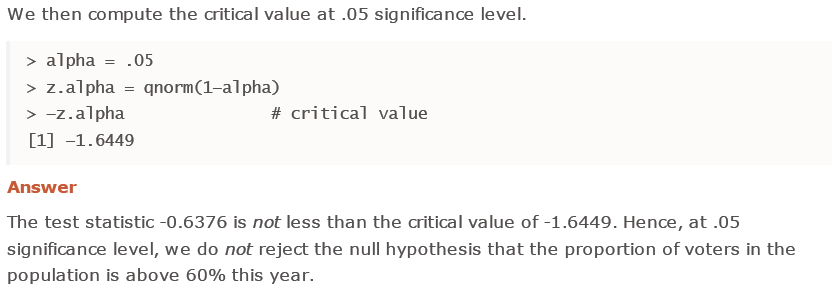 We then compute the critical value at .05 significance level.
> alpha = .05
> z.alpha = qnorm(1−alpha)
> −z.alpha # critical value
[1] −1.6449
Answer
The test statistic -0.6376 is not less than the critical value of -1.6449. Hence, at .05
significance level, we do not reject the null hypothesis that the proportion of voters in the
population is above 60% this year.